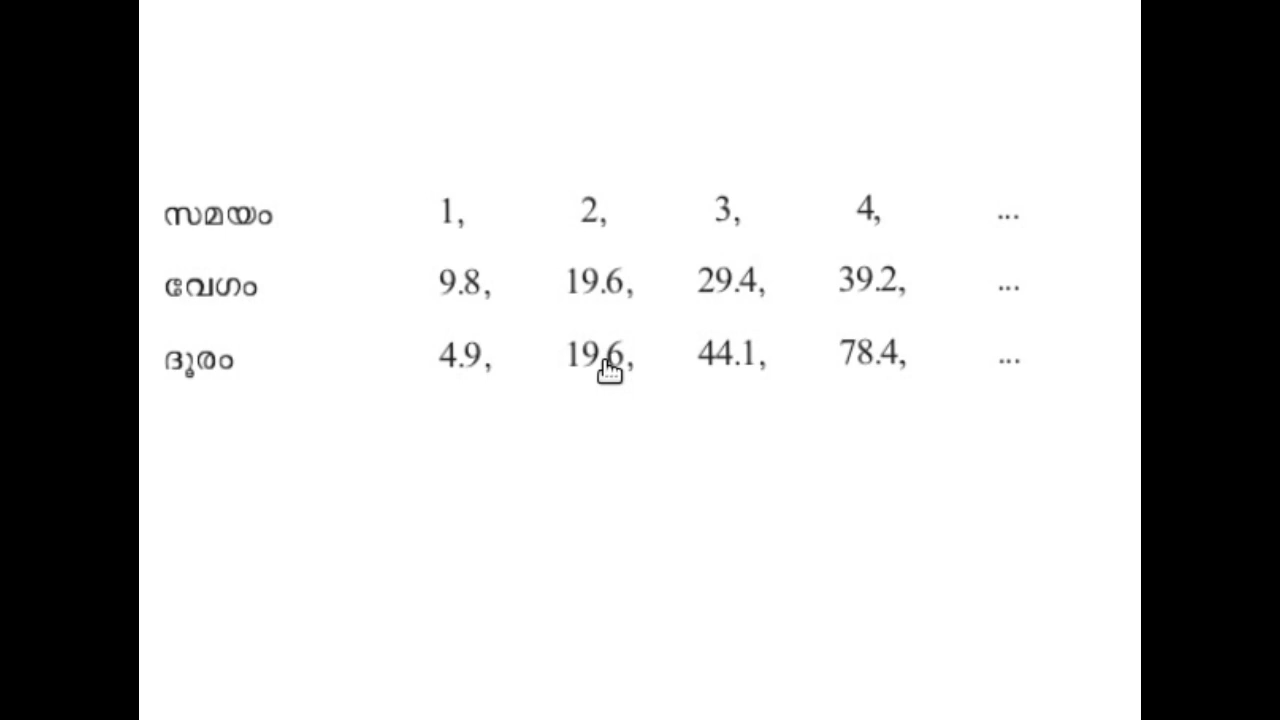 സമയം 1, 2, 3, 4, ...
വേഗം 9.8, 19.6, 29.4, 39.2, ...
ദൂരം 4.9, 19.6, 44.1, 78.4, ...